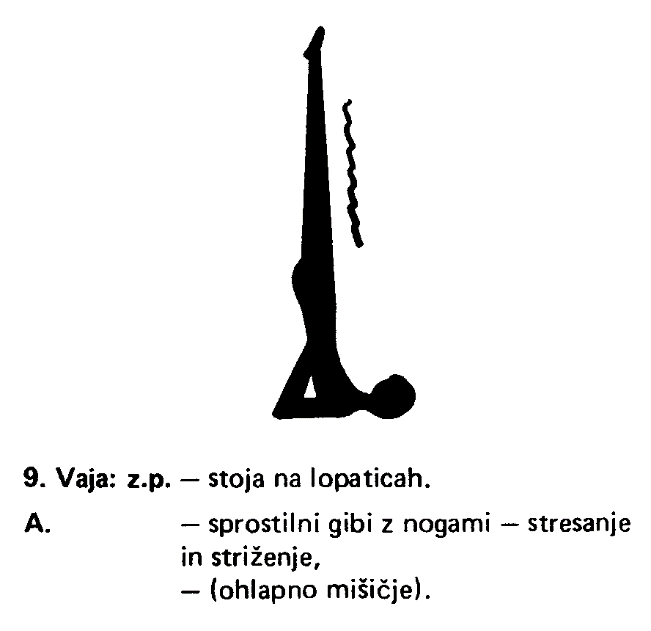 9. Vaja: z.p. — stoja na lopaticah.
A. — sprostilni gibi z nogami — stresanje
in striženje,
— (ohlapno mišičje).